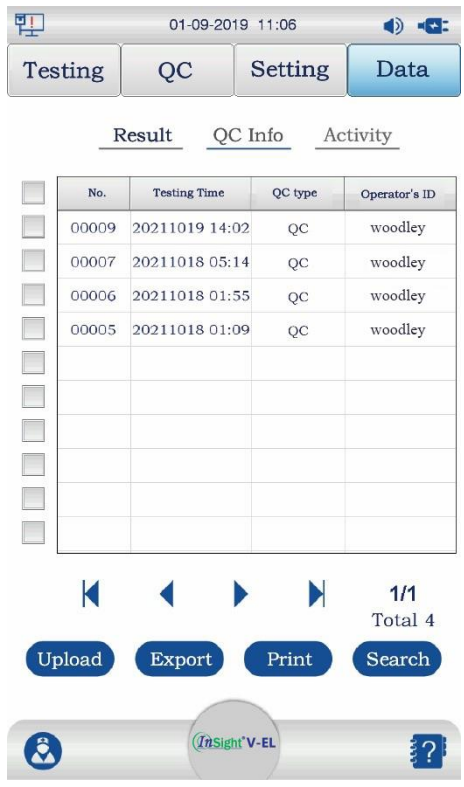 01-09-2019 11:06
Testing QC Setting Data
Result QC Info Activity
No. Testing Time QC type Operator's ID
00009 20211019 14:02 QC woodley
00007 20211018 05:14 QC woodley
00006 20211018 01:55 QC woodley
00005 20211018 01:09 QC woodley
1/1
Total 4
Upload Export Print Search
InSight® V-EL